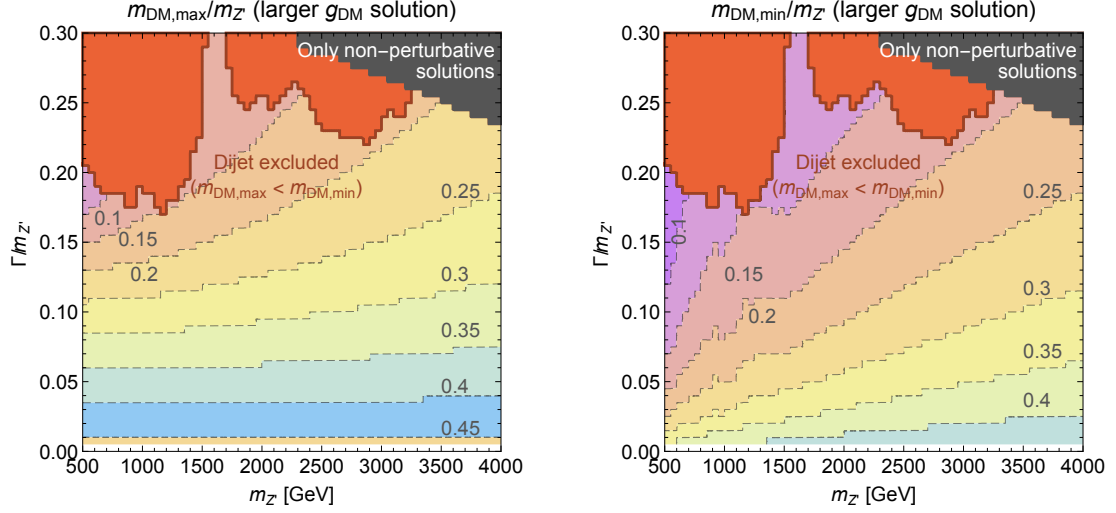 m_DM,max/m_Z' (larger g_DM solution)
Only non−perturbative
solutions
Dijet excluded
(m_DM,max < m_DM,min)
0.1
0.15
0.2
0.25
0.3
0.35
0.4
0.45
0.30
0.25
0.20
0.15
0.10
0.05
0.00
Γ/m_Z'
500 1000 1500 2000 2500 3000 3500 4000
m_Z' [GeV]
m_DM,min/m_Z' (larger g_DM solution)
Only non−perturbative
solutions
Dijet excluded
(m_DM,max < m_DM,min)
0.1
0.15
0.2
0.25
0.3
0.35
0.4
0.30
0.25
0.20
0.15
0.10
0.05
0.00
Γ/m_Z'
500 1000 1500 2000 2500 3000 3500 4000
m_Z' [GeV]